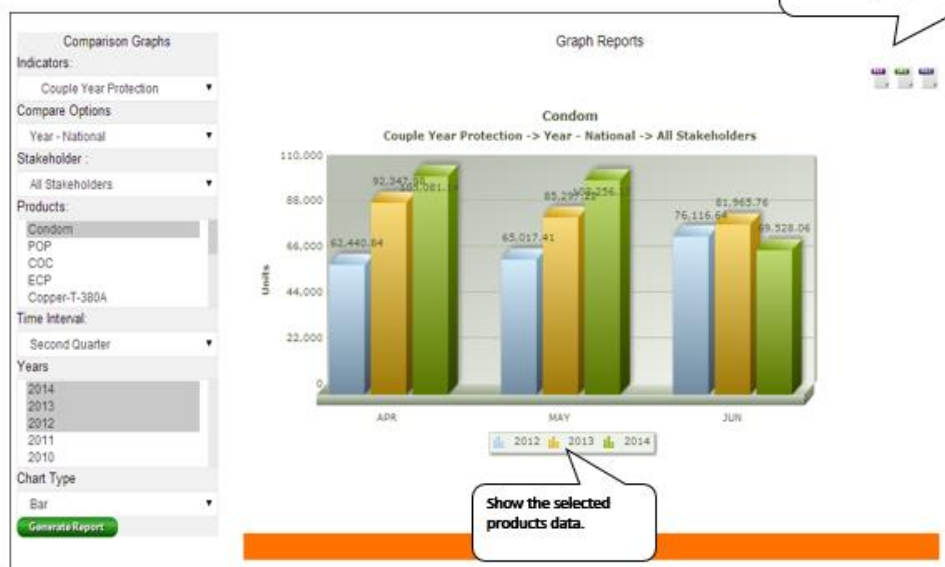 Comparison Graphs
Indicators:
Couple Year Protection
Compare Options
Year - National
Stakeholder :
All Stakeholders
Products:
Condom
POP
COC
ECP
Copper-T-380A
Time Interval:
Second Quarter
Years
2014
2013
2012
2011
2010
Chart Type
Bar
Generate Report
Graph Reports
Condom
Couple Year Protection -> Year - National -> All Stakeholders
Units
110,000
88,000
66,000
44,000
22,000
0
62,440.84
65,017.41
76,116.64
81,965.76
69,528.06
APR
MAY
JUN
2012
2013
2014
Show the selected
products data.